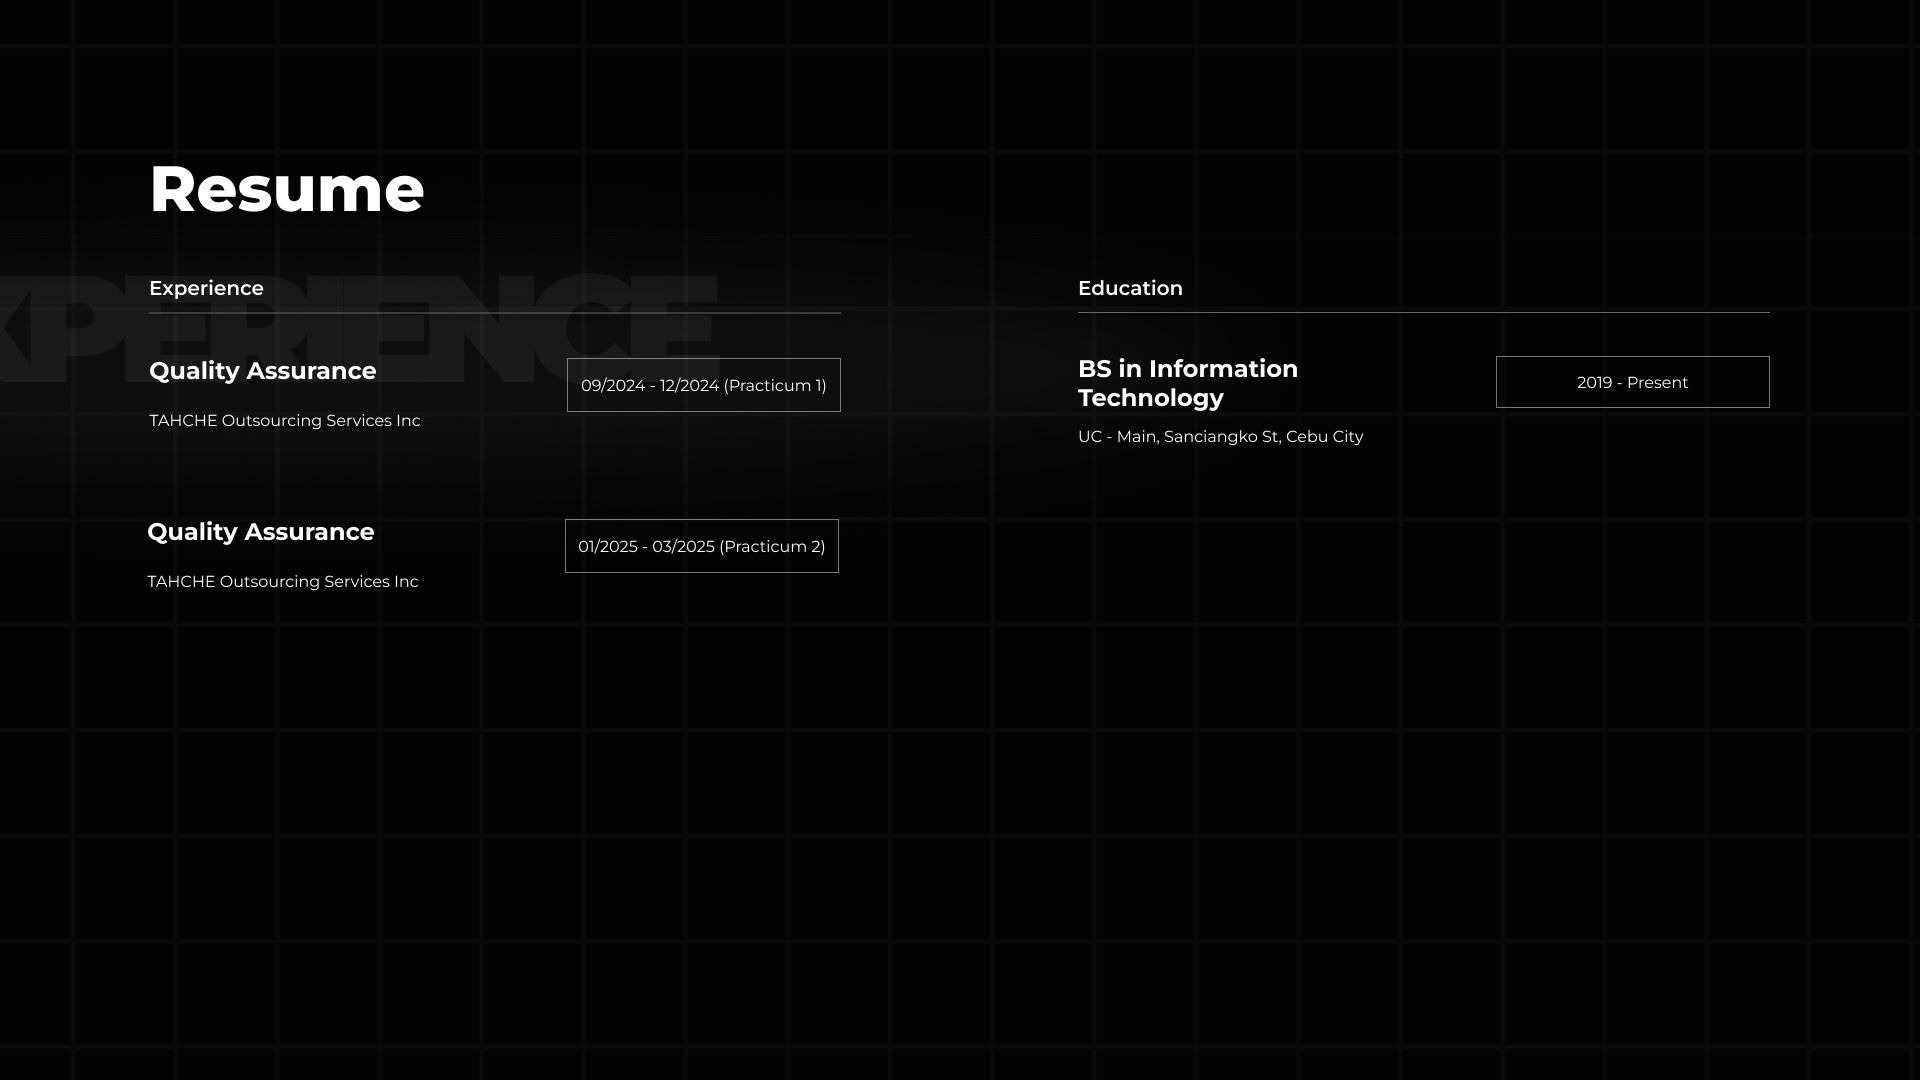 Resume
XPERIENCE
Experience
Quality Assurance
09/2024 - 12/2024 (Practicum 1)
TAHCHE Outsourcing Services Inc
Quality Assurance
01/2025 - 03/2025 (Practicum 2)
TAHCHE Outsourcing Services Inc
Education
BS in Information
Technology
2019 - Present
UC - Main, Sanciangko St, Cebu City